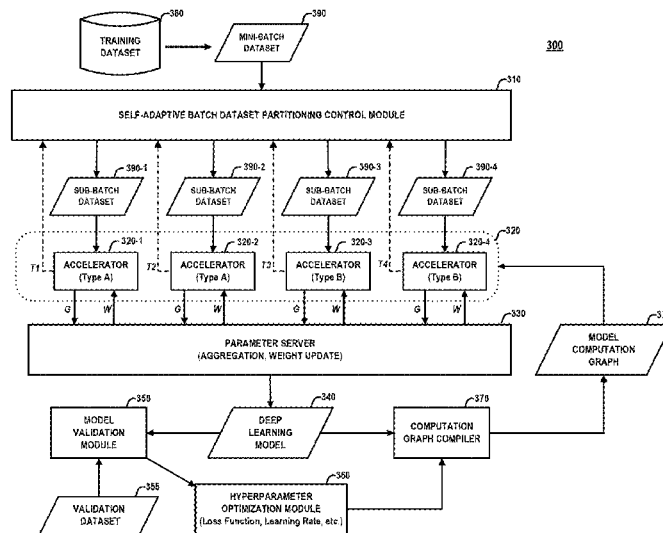 380
TRAINING
DATASET
390
MINI-BATCH
DATASET
300
310
SELF-ADAPTIVE BATCH DATASET PARTITIONING CONTROL MODULE
390-1
390-2
390-3
390-4
SUB-BATCH
DATASET
SUB-BATCH
DATASET
SUB-BATCH
DATASET
SUB-BATCH
DATASET
320
320-1
320-2
320-3
320-4
T1
ACCELERATOR
(Type A)
T2
ACCELERATOR
(Type A)
T3
ACCELERATOR
(Type B)
T4
ACCELERATOR
(Type B)
G
W
G
W
G
W
G
W
330
PARAMETER SERVER
(AGGREGATION, WEIGHT UPDATE)
MODEL
COMPUTATION
GRAPH
340
370
MODEL
VALIDATION
MODULE
DEEP
LEARNING
MODEL
COMPUTATION
GRAPH COMPILER
355
VALIDATION
DATASET
HYPERPARAMETER
OPTIMIZATION MODULE
(Loss Function, Learning Rate, etc.)